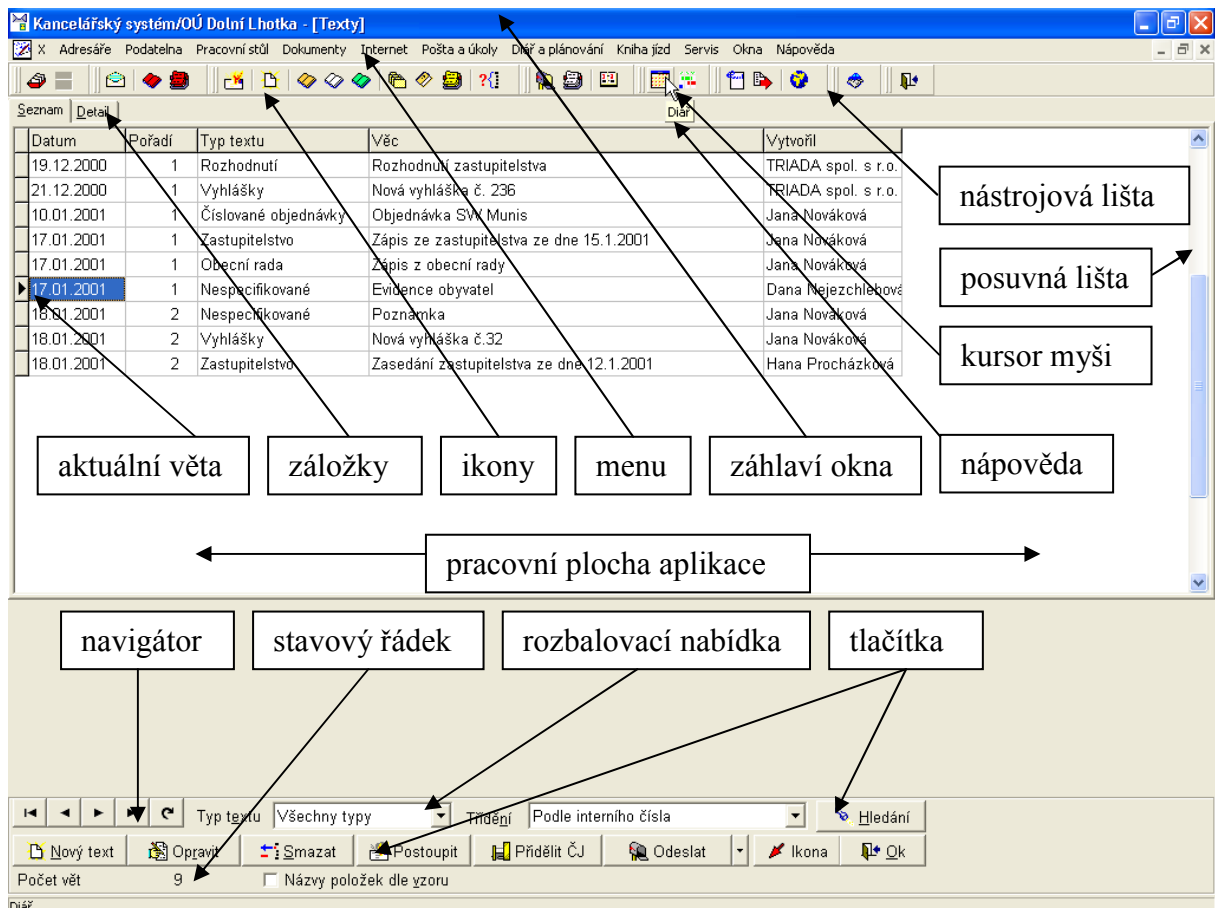 Kancelářský systém/OÚ Dolní Lhotka - [Texty]
X Adresáře Podatelna Pracovní stůl Dokumenty Internet Pošta a úkoly Diář a plánování Kniha jízd Servis Okna Nápověda
Diář
Seznam Detail
Datum Pořadí Typ textu Věc Vytvořil
19.12.2000 1 Rozhodnutí Rozhodnutí zastupitelstva TRIADA spol. s r.o.
21.12.2000 1 Vyhlášky Nová vyhláška č. 236 TRIADA spol. s r.o.
10.01.2001 1 Číslované objednávky Objednávka SW Munis Jana Nováková
17.01.2001 1 Zastupitelstvo Zápis ze zastupitelstva ze dne 15.1.2001 Jana Nováková
17.01.2001 1 Obecní rada Zápis z obecní rady Jana Nováková
17.01.2001 1 Nespecifikované Evidence obyvatel Dana Nejezchlebová
18.01.2001 2 Nespecifikované Poznámka Jana Nováková
18.01.2001 2 Vyhlášky Nová vyhláška č.32 Jana Nováková
18.01.2001 2 Zastupitelstvo Zasedání zastupitelstva ze dne 12.1.2001 Hana Procházková
nástrojová lišta
posuvná lišta
kursor myši
aktuální věta záložky ikony menu záhlaví okna nápověda
pracovní plocha aplikace
navigátor stavový řádek rozbalovací nabídka tlačítka
Typ textu Všechny typy Třídění Podle interního čísla Hledání
Nový text Opravit Smazat Postoupit Přidělit ČJ Odeslat Ikona Ok
Počet vět 9 Názvy položek dle vzoru
Diář